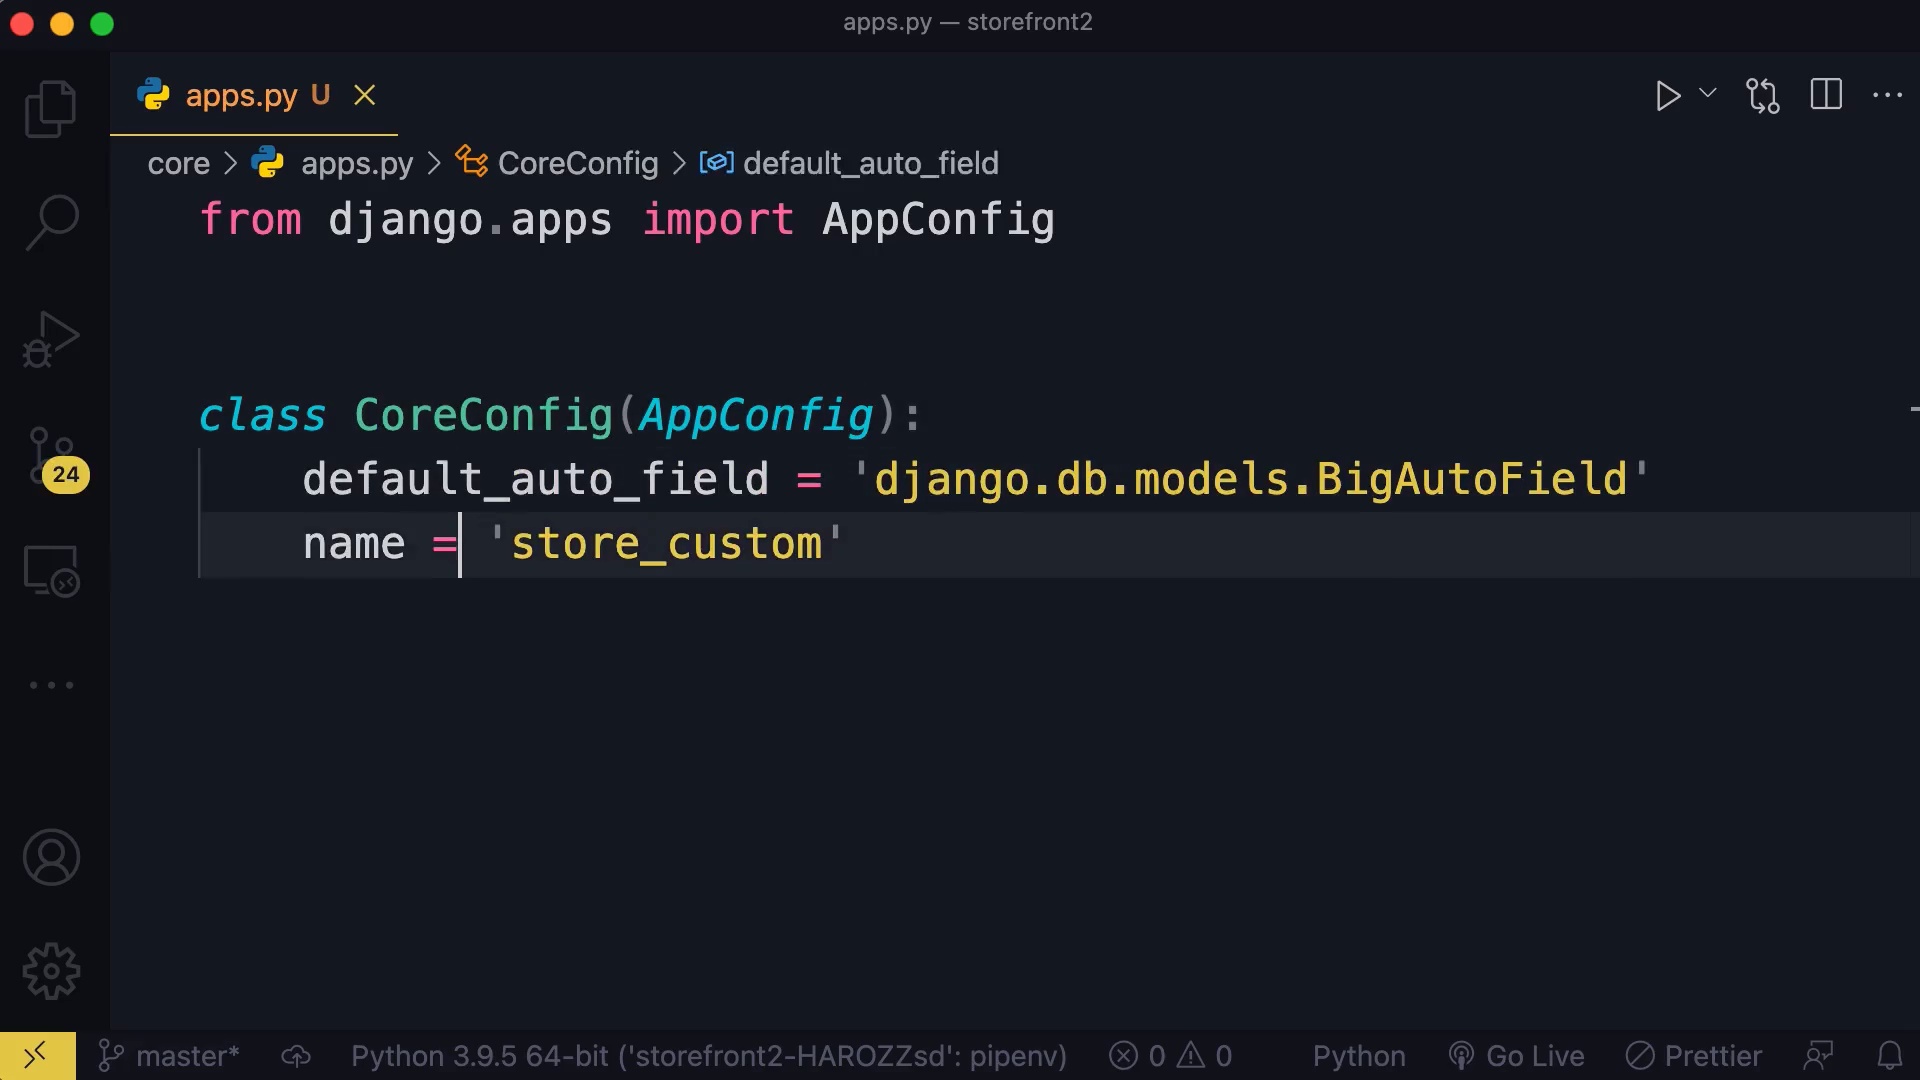 apps.py — storefront2
apps.py U
core > apps.py > CoreConfig > default_auto_field
from django.apps import AppConfig
class CoreConfig(AppConfig):
default_auto_field = 'django.db.models.BigAutoField'
name = 'store_custom'
24
master* Python 3.9.5 64-bit ('storefront2-HAROZZsd': pipenv) 0 0 Python Go Live Prettier